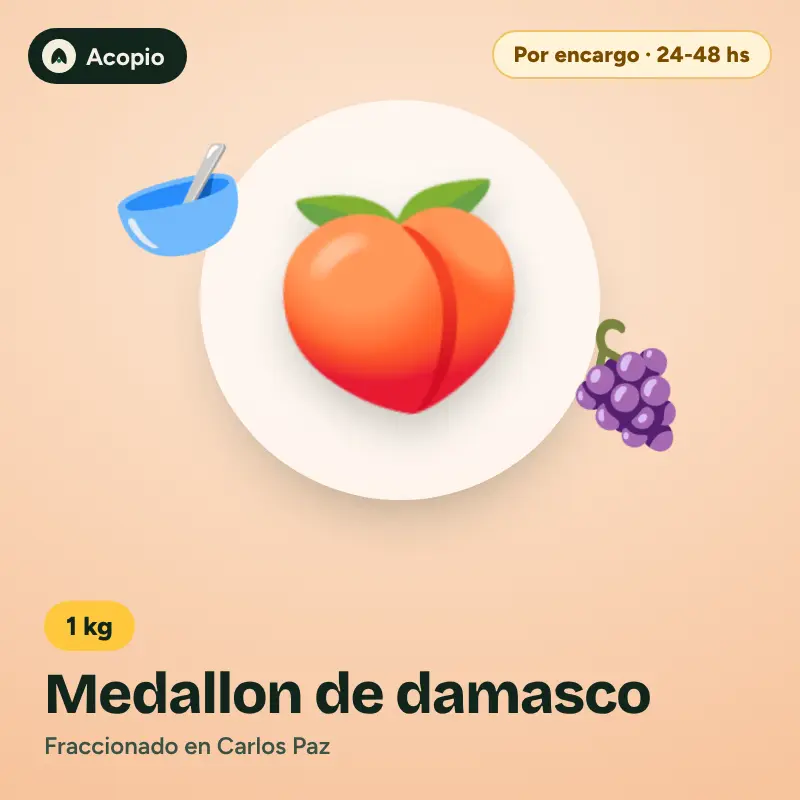 Acopio
Por encargo · 24-48 hs
1 kg
Medallon de damasco
Fraccionado en Carlos Paz